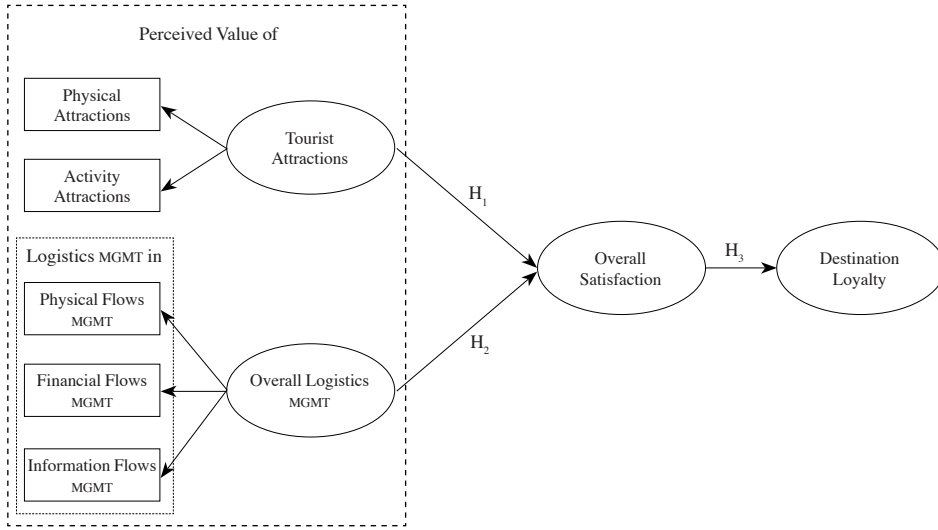 Perceived Value of
Physical
Attractions
Tourist
Attractions
Activity
Attractions
H1
Logistics MGMT in
Physical Flows
MGMT
Financial Flows
MGMT
Information Flows
MGMT
Overall Logistics
MGMT
H2
Overall
Satisfaction
H3
Destination
Loyalty